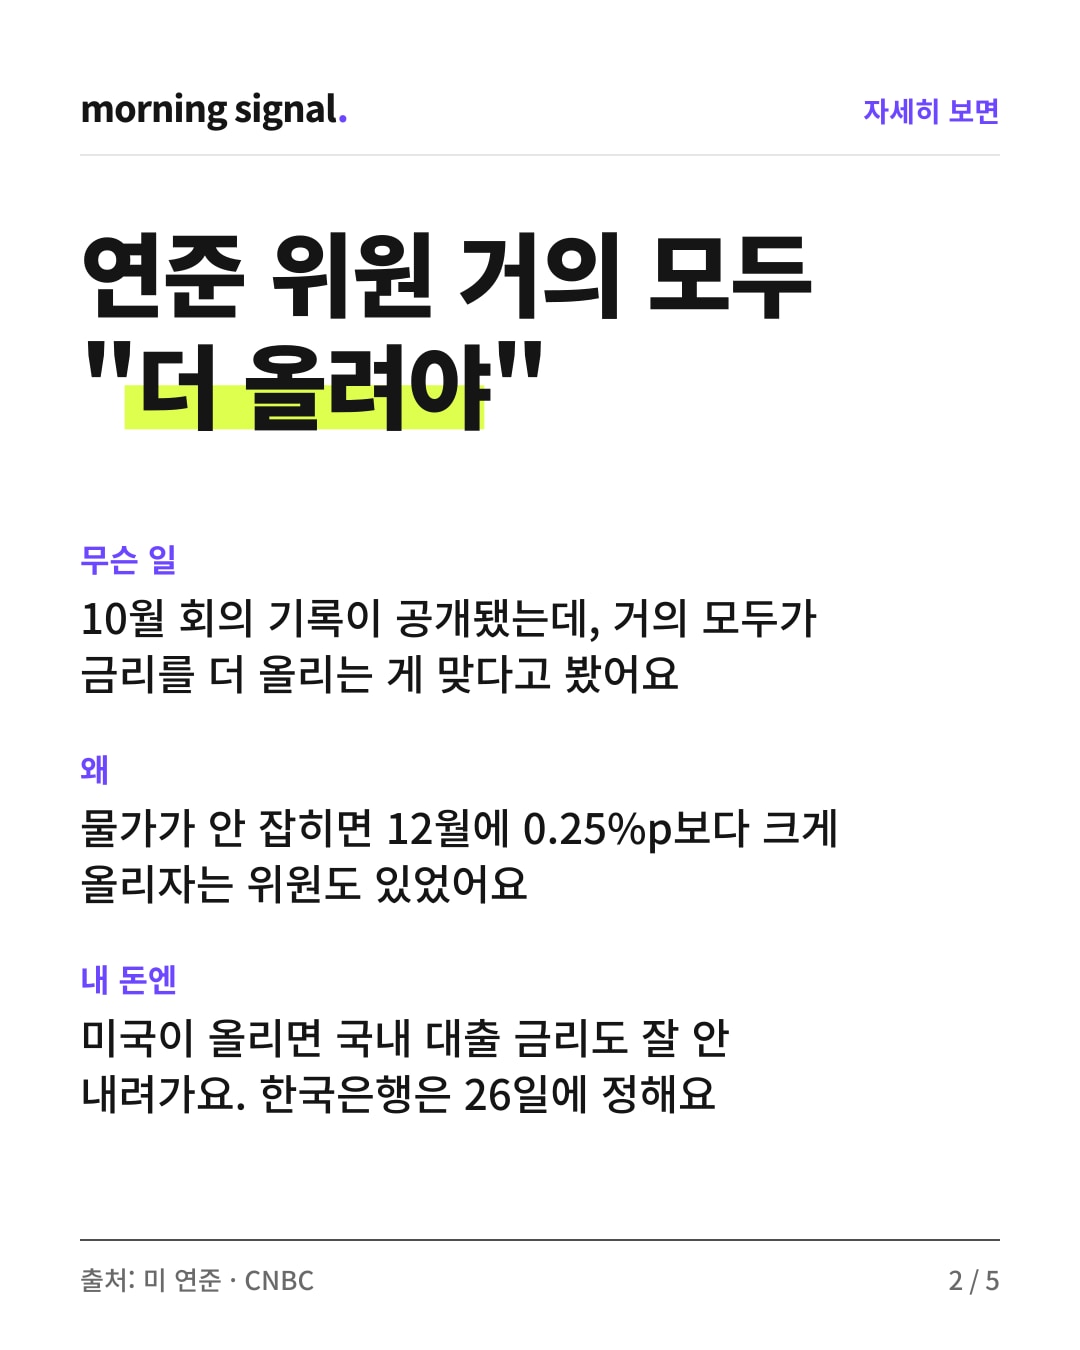 morning signal.
자세히 보면
연준 위원 거의 모두
"더 올려야"
무슨 일
10월 회의 기록이 공개됐는데, 거의 모두가
금리를 더 올리는 게 맞다고 봤어요
왜
물가가 안 잡히면 12월에 0.25%p보다 크게
올리자는 위원도 있었어요
내 돈엔
미국이 올리면 국내 대출 금리도 잘 안
내려가요. 한국은행은 26일에 정해요
출처: 미 연준 · CNBC
2 / 5